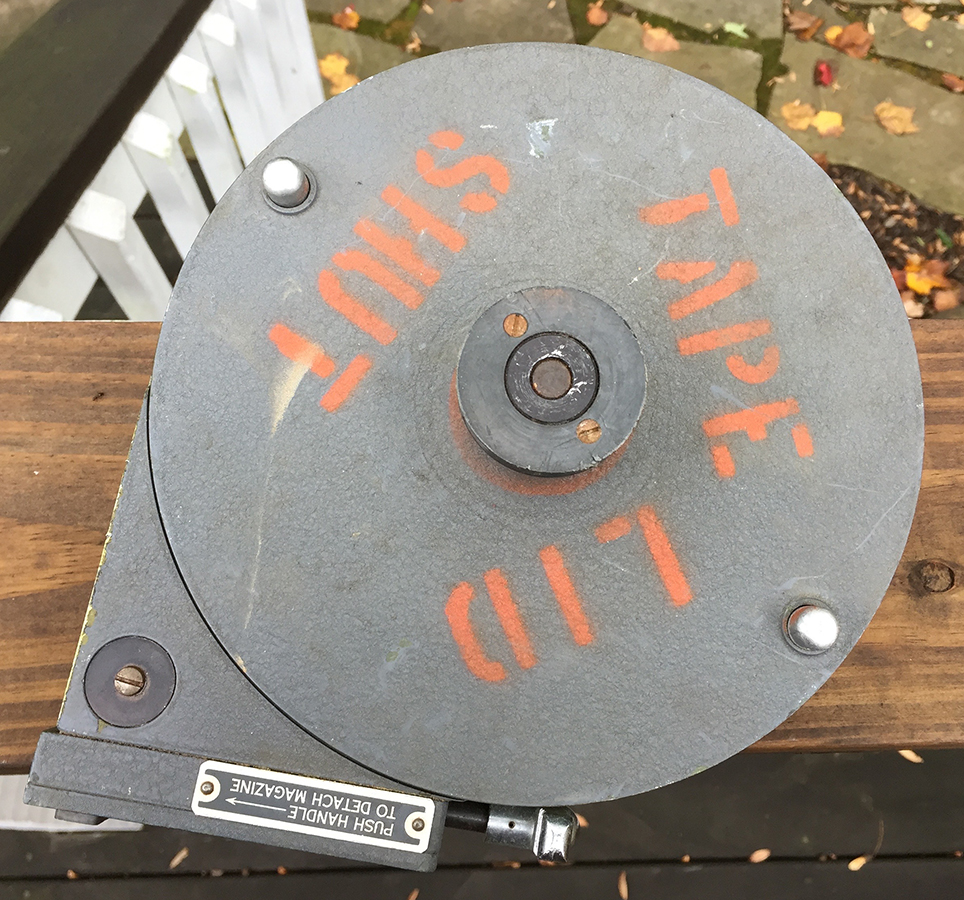 TAPE
LID
SHUT
PUSH HANDLE
TO DETACH MAGAZINE